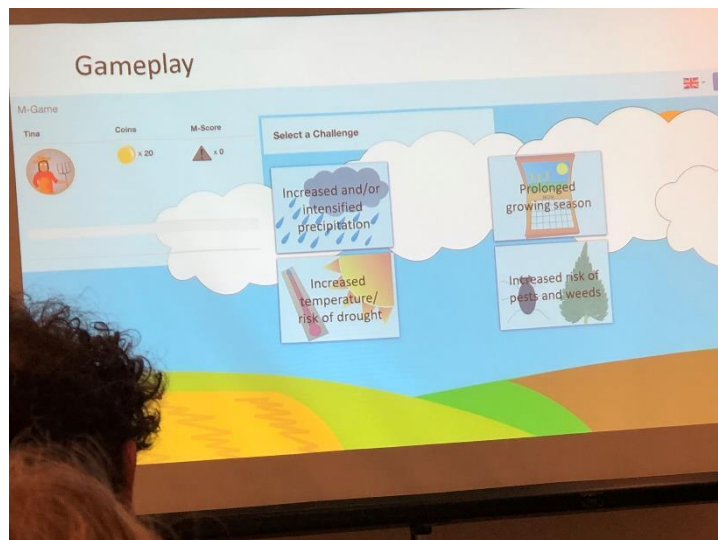 Gameplay
M-Game
Tina
Coins
M-Score
x 20
x 0
Select a Challenge
Increased and/or
intensified
precipitation
Prolonged
growing season
Increased
temperature/
risk of drought
Increased risk of
pests and weeds